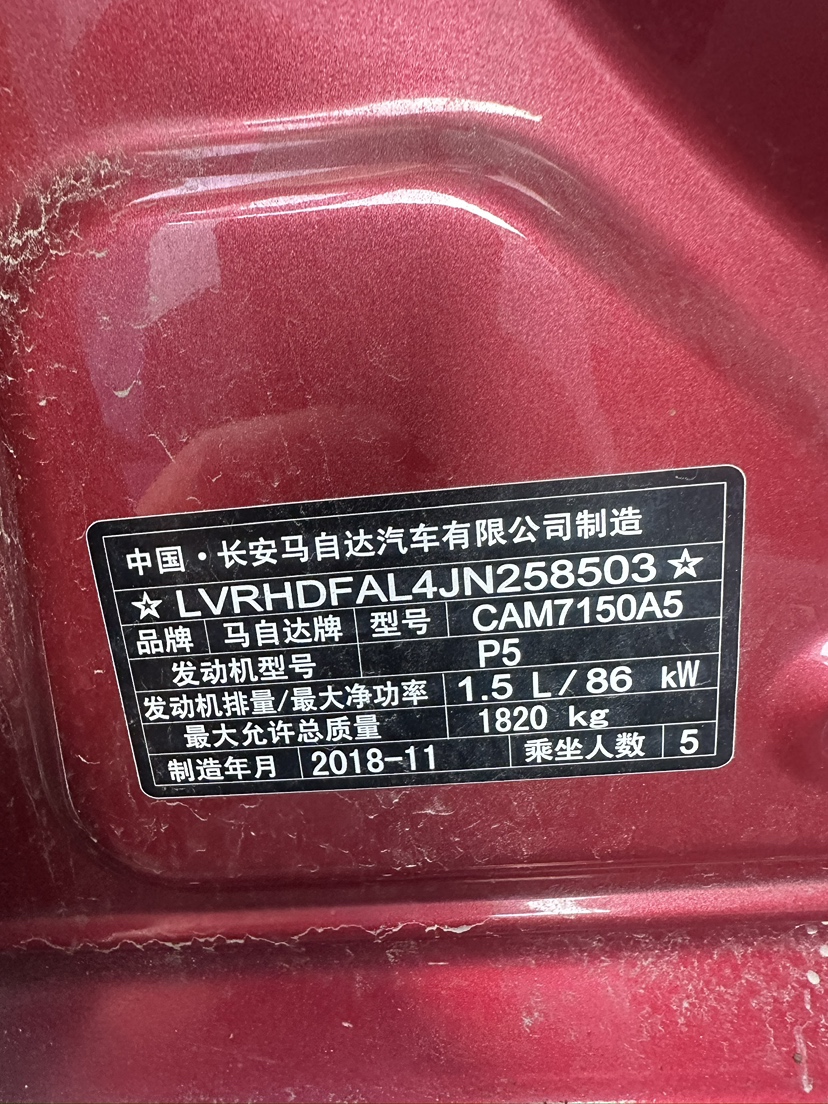 中国·长安马自达汽车有限公司制造
☆LVRHDFAL4JN258503☆
品牌 马自达牌 型号 CAM7150A5
发动机型号 P5
发动机排量/最大净功率 1.5 L/86 kW
最大允许总质量 1820 kg
制造年月 2018-11 乘坐人数 5